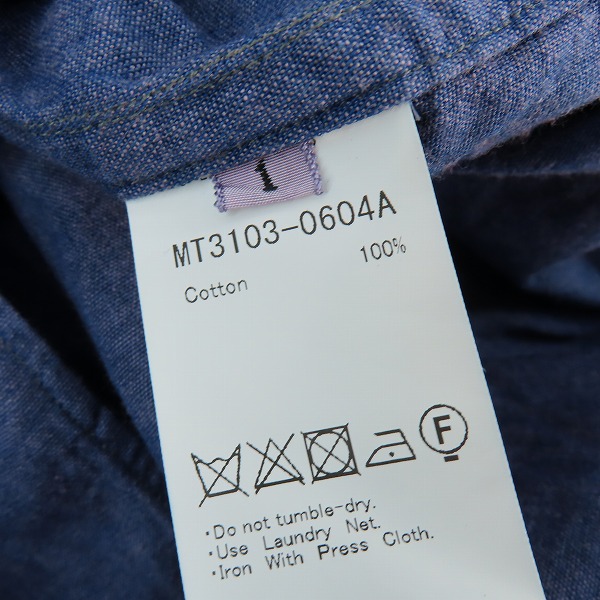 1
MT3103-0604A
Cotton 100%
F
·Do not tumble-dry.
·Use Laundry Net.
·Iron With Press Cloth.